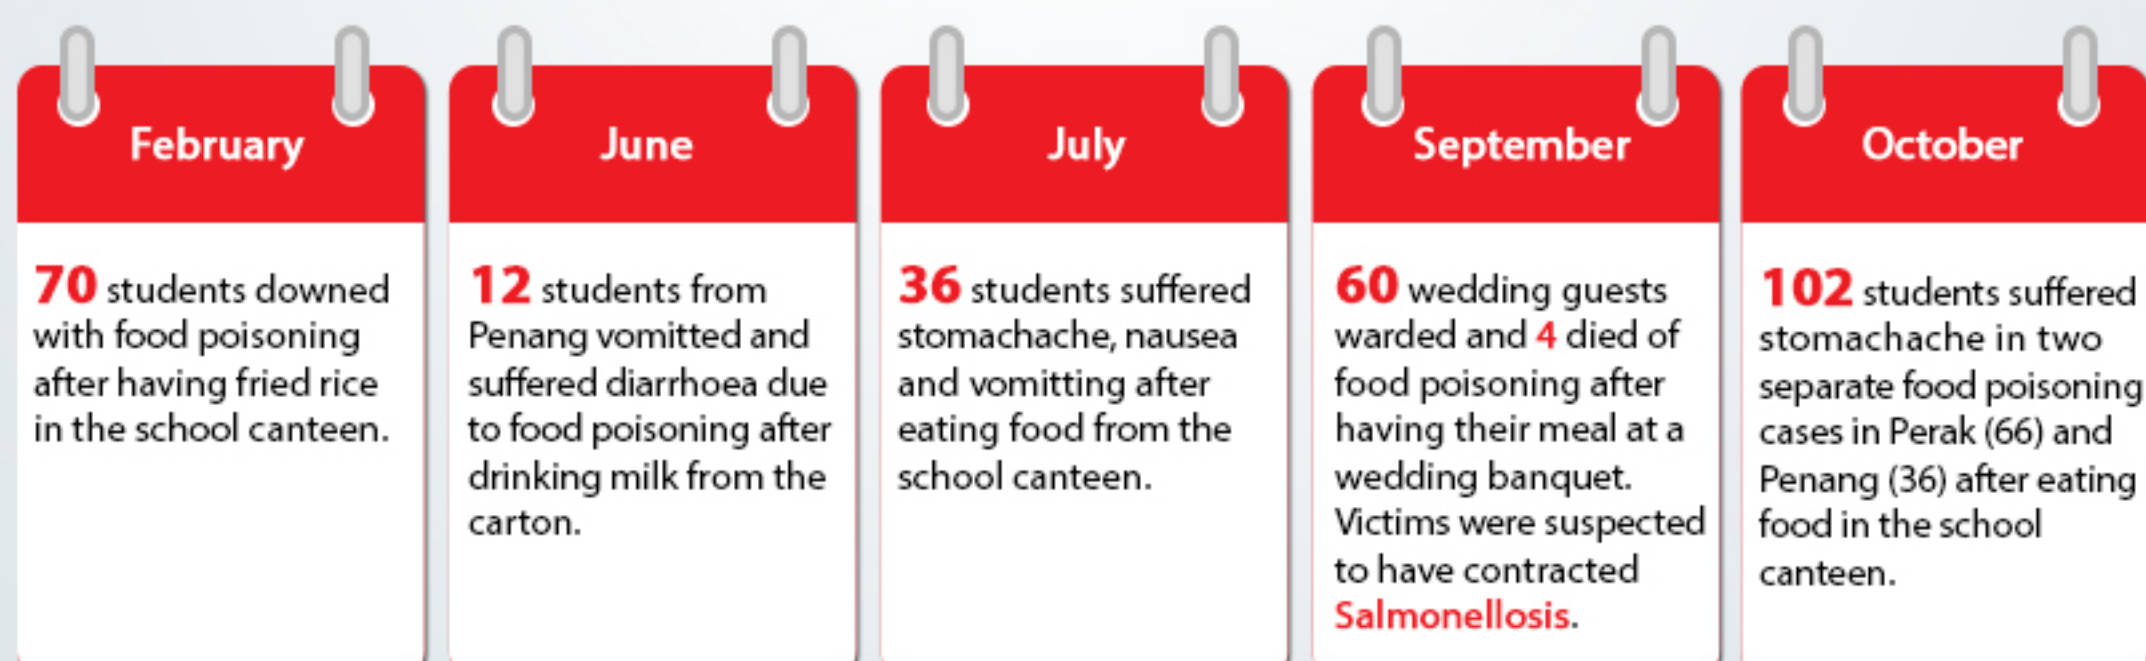 February
70 students downed
with food poisoning
after having fried rice
in the school canteen.
June
12 students from
Penang vomitted and
suffered diarrhoea due
to food poisoning after
drinking milk from the
carton.
July
36 students suffered
stomachache, nausea
and vomitting after
eating food from the
school canteen.
September
60 wedding guests
warded and 4 died of
food poisoning after
having their meal at a
wedding banquet.
Victims were suspected
to have contracted
Salmonellosis.
October
102 students suffered
stomachache in two
separate food poisoning
cases in Perak (66) and
Penang (36) after eating
food in the school
canteen.